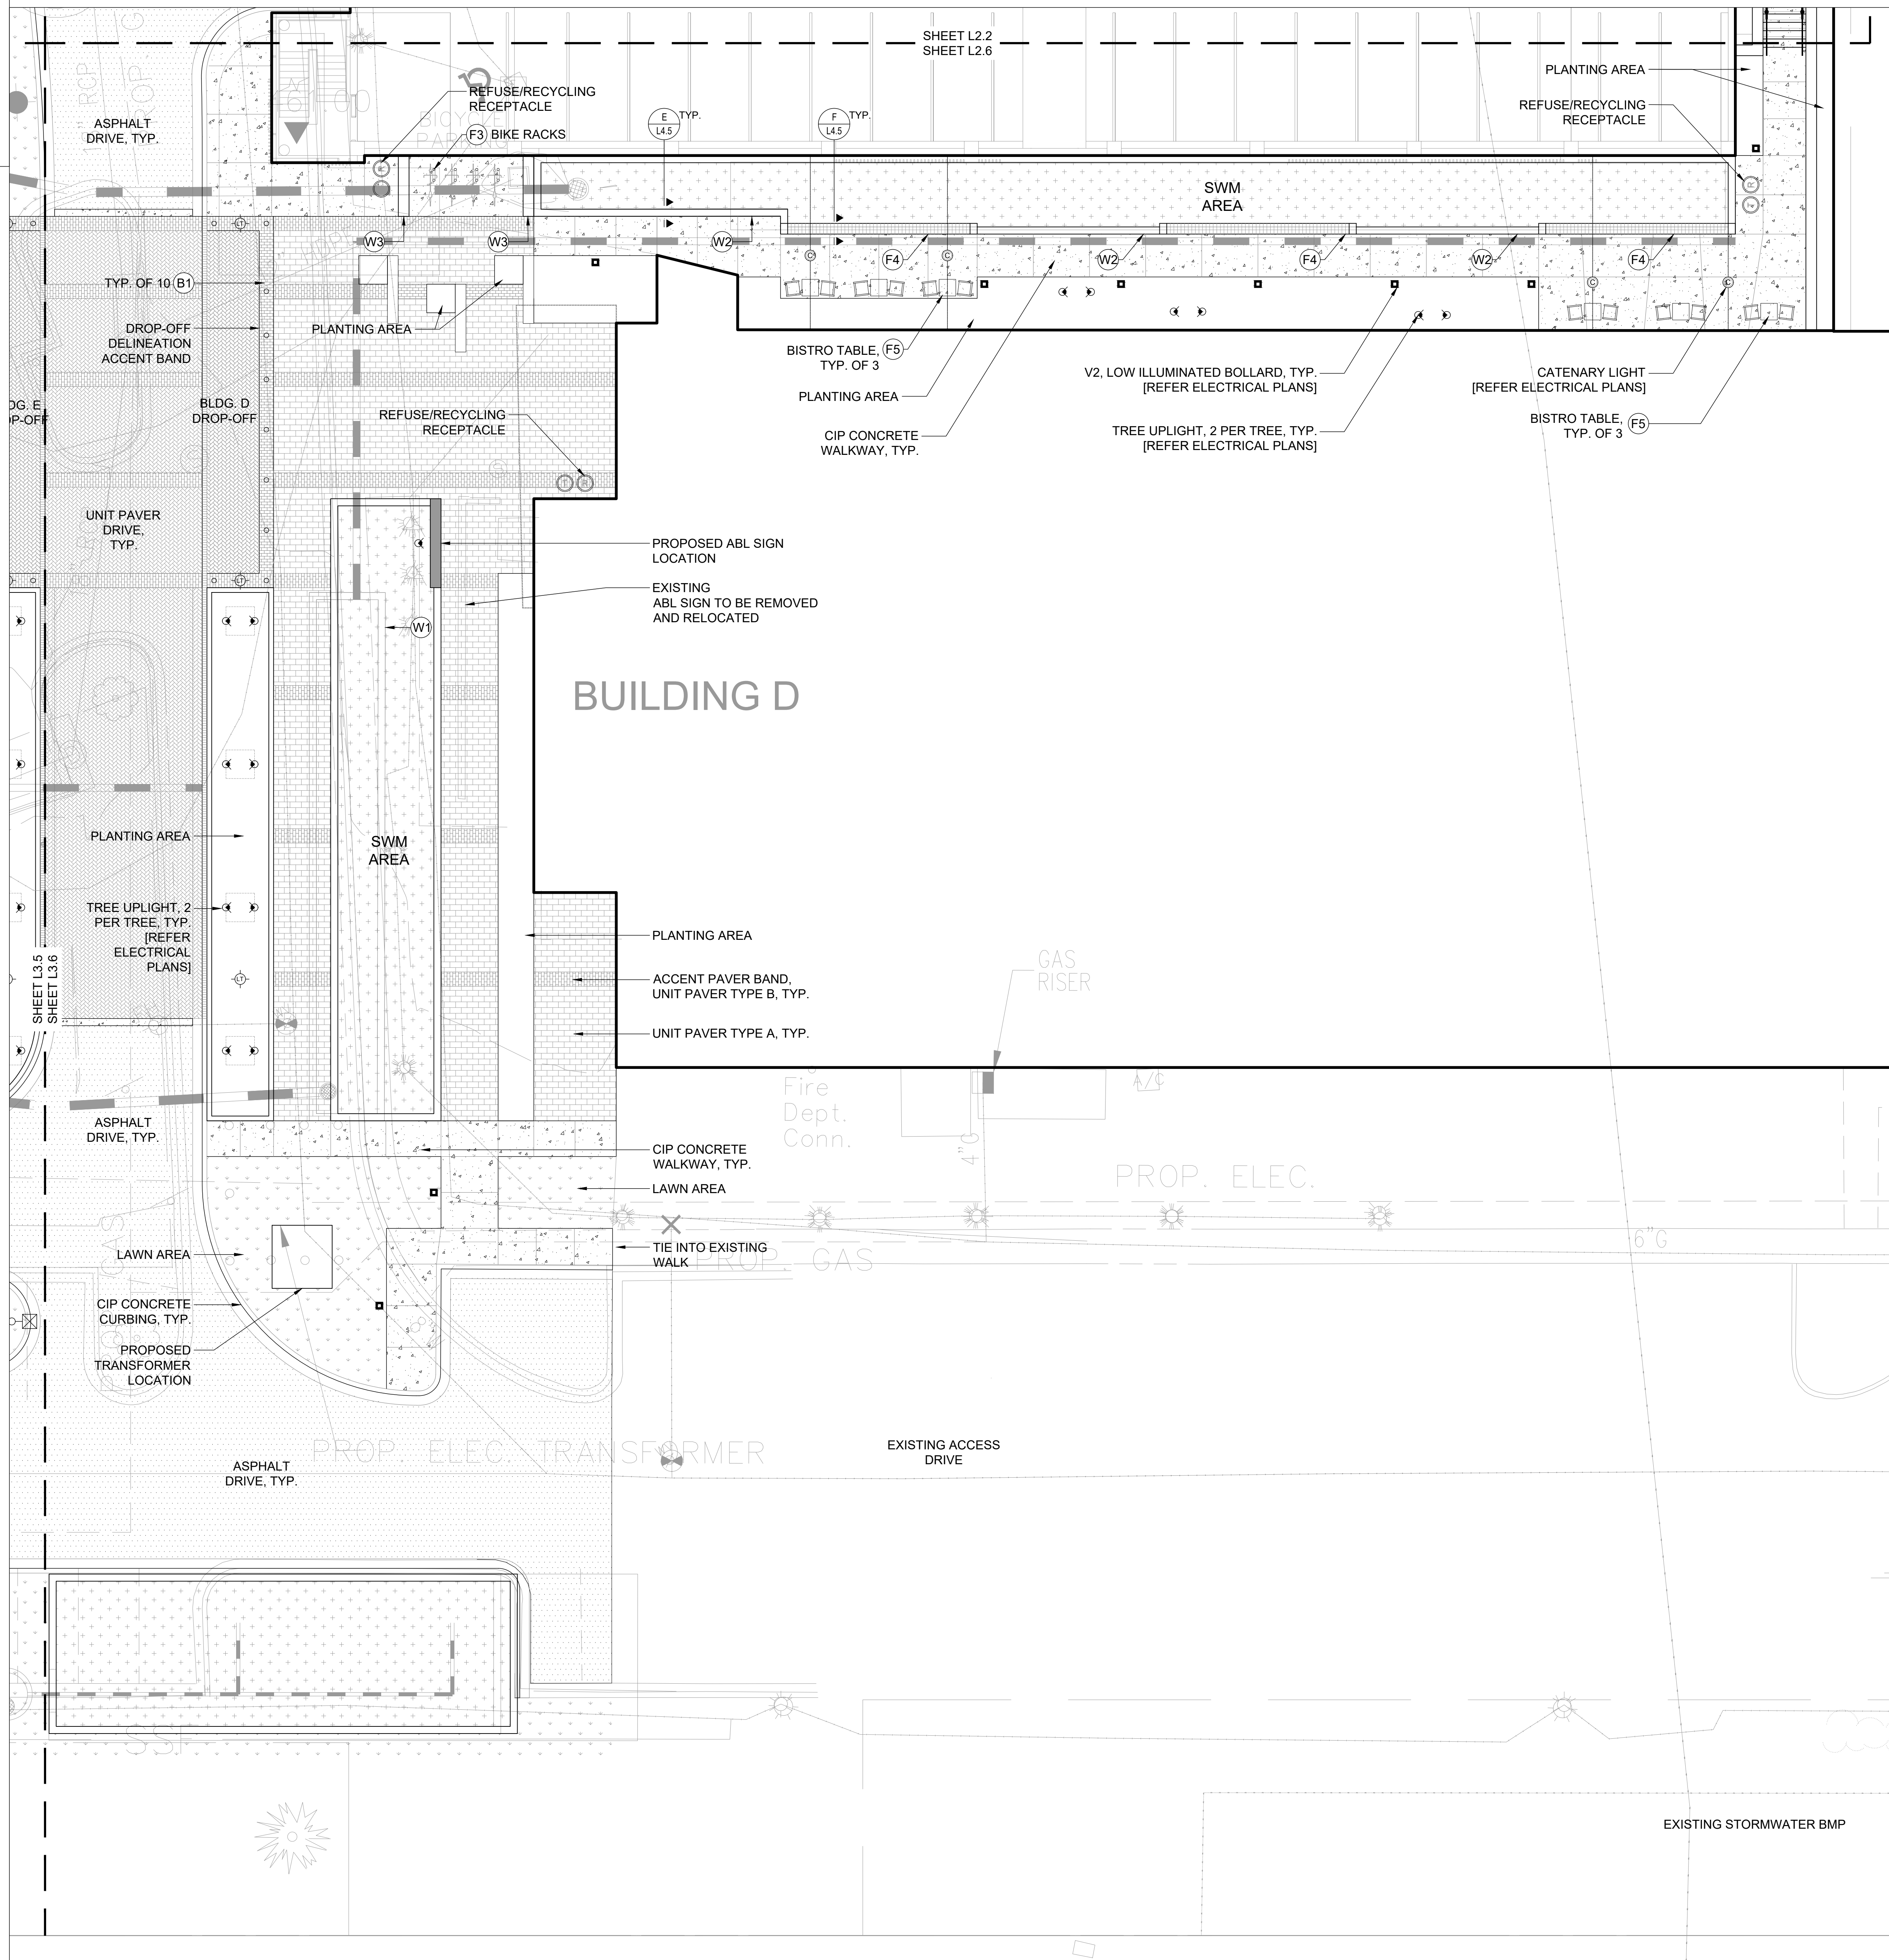 SHEET L2.2
SHEET L2.6
PLANTING AREA
REFUSE/RECYCLING
RECEPTACLE
REFUSE/RECYCLING
RECEPTACLE
F3 BIKE RACKS
BICYCLE
ASPHALT
DRIVE, TYP.
E
L4.5
TYP.
F
L4.5
TYP.
SWM
AREA
R
T
R
LT
W3
W3
W2
F4
W2
F4
W2
F4
C
C
C
C
TYP. OF 10 B1
DROP-OFF
DELINEATION
ACCENT BAND
PLANTING AREA
BISTRO TABLE, F5
TYP. OF 3
PLANTING AREA
CIP CONCRETE
WALKWAY, TYP.
V2, LOW ILLUMINATED BOLLARD, TYP.
[REFER ELECTRICAL PLANS]
TREE UPLIGHT, 2 PER TREE, TYP.
[REFER ELECTRICAL PLANS]
CATENARY LIGHT
[REFER ELECTRICAL PLANS]
BISTRO TABLE, F5
TYP. OF 3
BLDG. D
DROP-OFF
REFUSE/RECYCLING
RECEPTACLE
T R
UNIT PAVER
DRIVE,
TYP.
PROPOSED ABL SIGN
LOCATION
EXISTING
ABL SIGN TO BE REMOVED
AND RELOCATED
LT
W1
BUILDING D
PLANTING AREA
SWM
AREA
TREE UPLIGHT, 2
PER TREE, TYP.
[REFER
ELECTRICAL
PLANS]
SHEET L3.5
SHEET L3.6
LT
PLANTING AREA
ACCENT PAVER BAND,
UNIT PAVER TYPE B, TYP.
UNIT PAVER TYPE A, TYP.
GAS
RISER
Fire
Dept.
Conn.
A/C
4"G
ASPHALT
DRIVE, TYP.
CIP CONCRETE
WALKWAY, TYP.
LAWN AREA
PROP. ELEC.
LAWN AREA
TIE INTO EXISTING
WALK
PROP. GAS
6"G
CIP CONCRETE
CURBING, TYP.
PROPOSED
TRANSFORMER
LOCATION
PROP. ELEC. TRANSFORMER
ASPHALT
DRIVE, TYP.
EXISTING ACCESS
DRIVE
EXISTING STORMWATER BMP